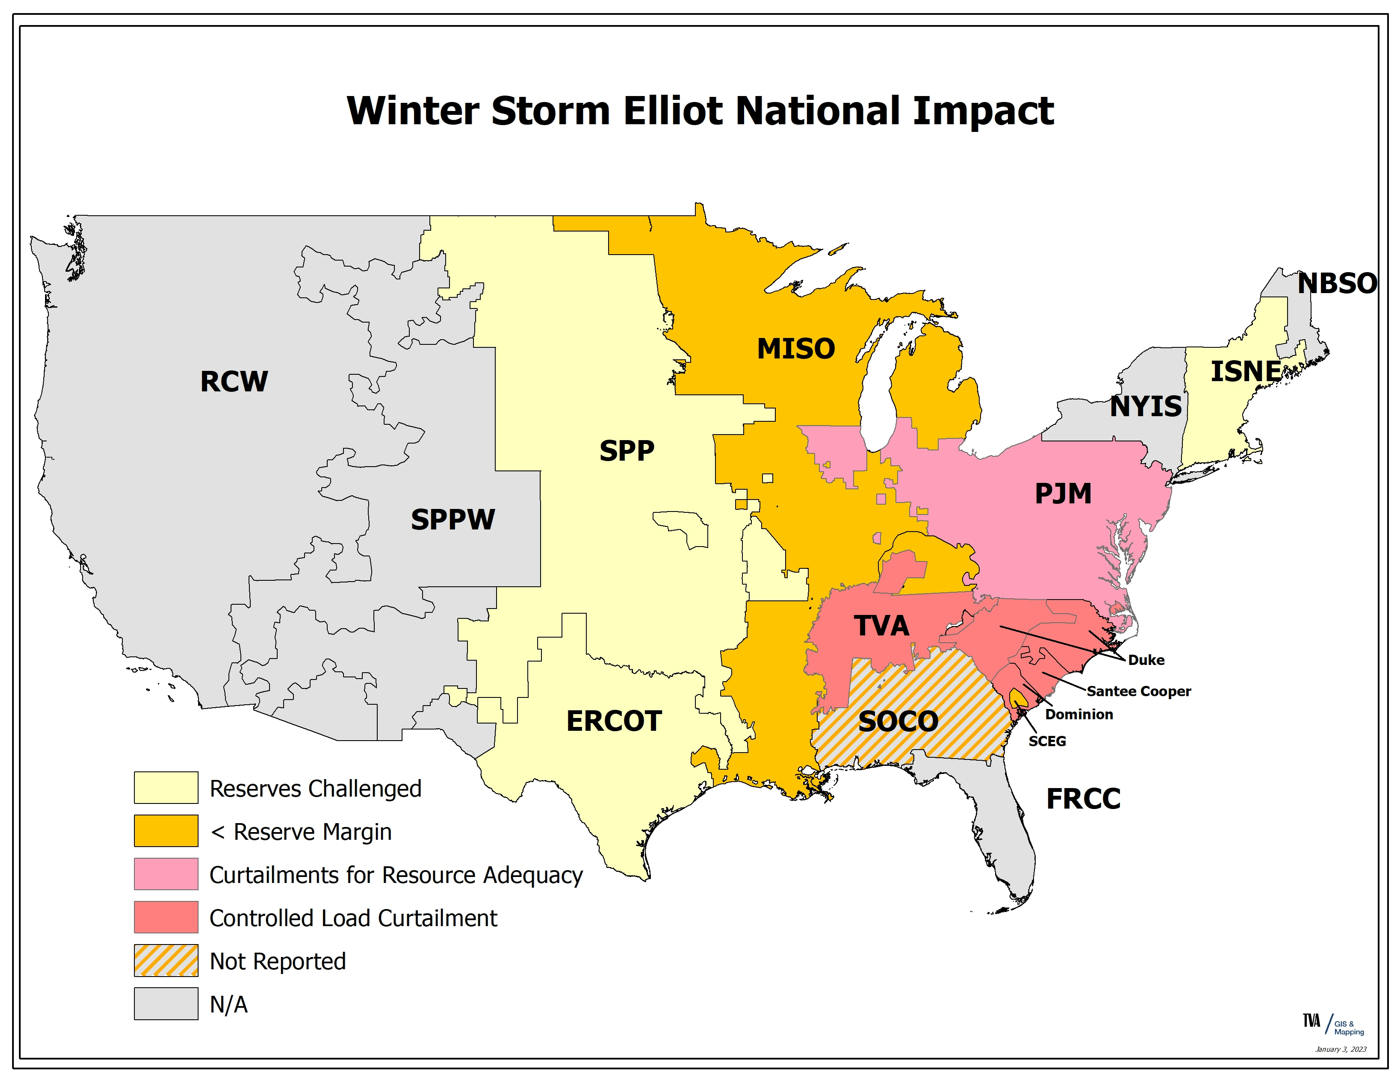 Winter Storm Elliot National Impact
NBSO
MISO
ISNE
RCW
NYIS
SPP
PJM
SPPW
TVA
Duke
Santee Cooper
Dominion
ERCOT
SOCO
SCEG
FRCC
Reserves Challenged
< Reserve Margin
Curtailments for Resource Adequacy
Controlled Load Curtailment
Not Reported
N/A
TVA
GIS &
Mapping
January 3, 2023